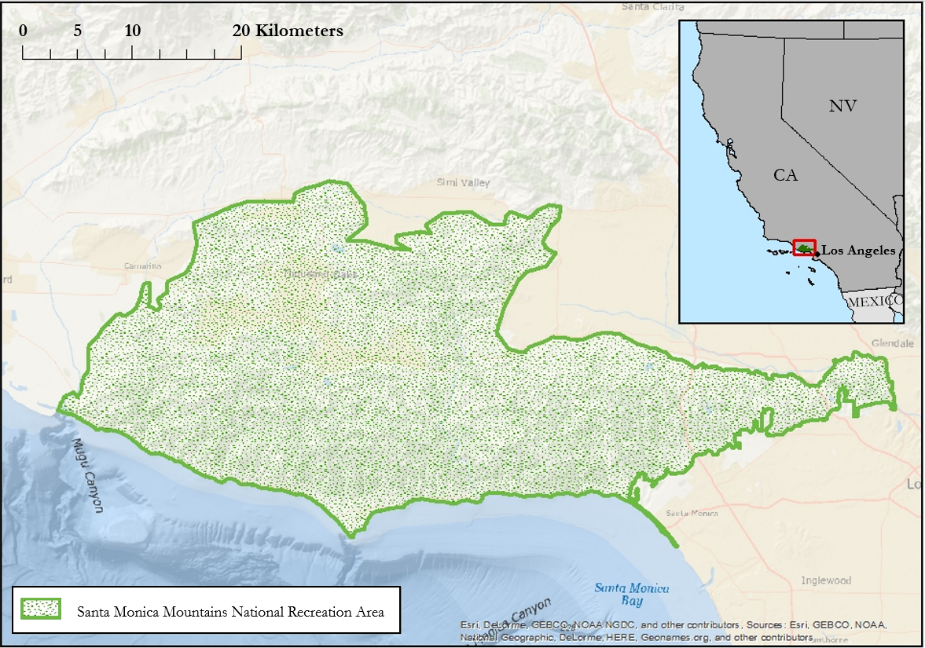 Santa Clarita
0 5 10 20 Kilometers
NV
CA
Simi Valley
Los Angeles
Camarillo
rd
Thousand Oaks
MEXICO
Glendale
Mugu Canyon
Lo
Santa Monica
Inglewood
Santa Monica
Bay
Santa Monica Mountains National Recreation Area
Canyon
Esri, DeLorme, GEBCO, NOAA NGDC, and other contributors, Sources: Esri, GEBCO, NOAA,
National Geographic, DeLorme, HERE, Geonames.org, and other contributors